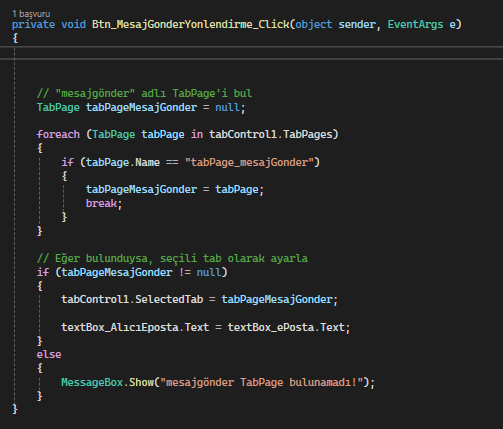 1 başvuru
private void Btn_MesajGonderYonlendirme_Click(object sender, EventArgs e)
{
// "mesajgönder" adlı TabPage'i bul
TabPage tabPageMesajGonder = null;
foreach (TabPage tabPage in tabControl1.TabPages)
{
if (tabPage.Name == "tabPage_mesajGonder")
{
tabPageMesajGonder = tabPage;
break;
}
}
// Eğer bulunduysa, seçili tab olarak ayarla
if (tabPageMesajGonder != null)
{
tabControl1.SelectedTab = tabPageMesajGonder;
textBox_AlıcıEposta.Text = textBox_ePosta.Text;
}
else
{
MessageBox.Show("mesajgönder TabPage bulunamadı!");
}
}